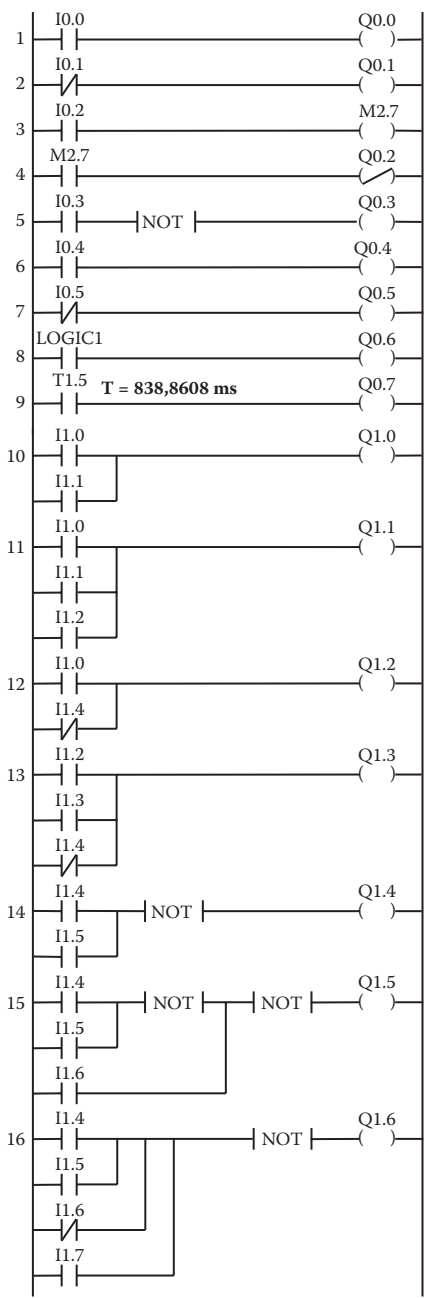 I0.0 Q0.0
1
I0.1 Q0.1
2
I0.2 M2.7
3
M2.7 Q0.2
4
I0.3 Q0.3
5 NOT
I0.4 Q0.4
6
I0.5 Q0.5
7
LOGIC1 Q0.6
8
T1.5 T = 838,8608 ms Q0.7
9
I1.0 Q1.0
10
I1.1
I1.0 Q1.1
11
I1.1
I1.2
I1.0 Q1.2
12
I1.4
I1.2 Q1.3
13
I1.3
I1.4
I1.4 Q1.4
14 NOT
I1.5
I1.4 Q1.5
15 NOT NOT
I1.5
I1.6
I1.4 Q1.6
16 NOT
I1.5
I1.6
I1.7